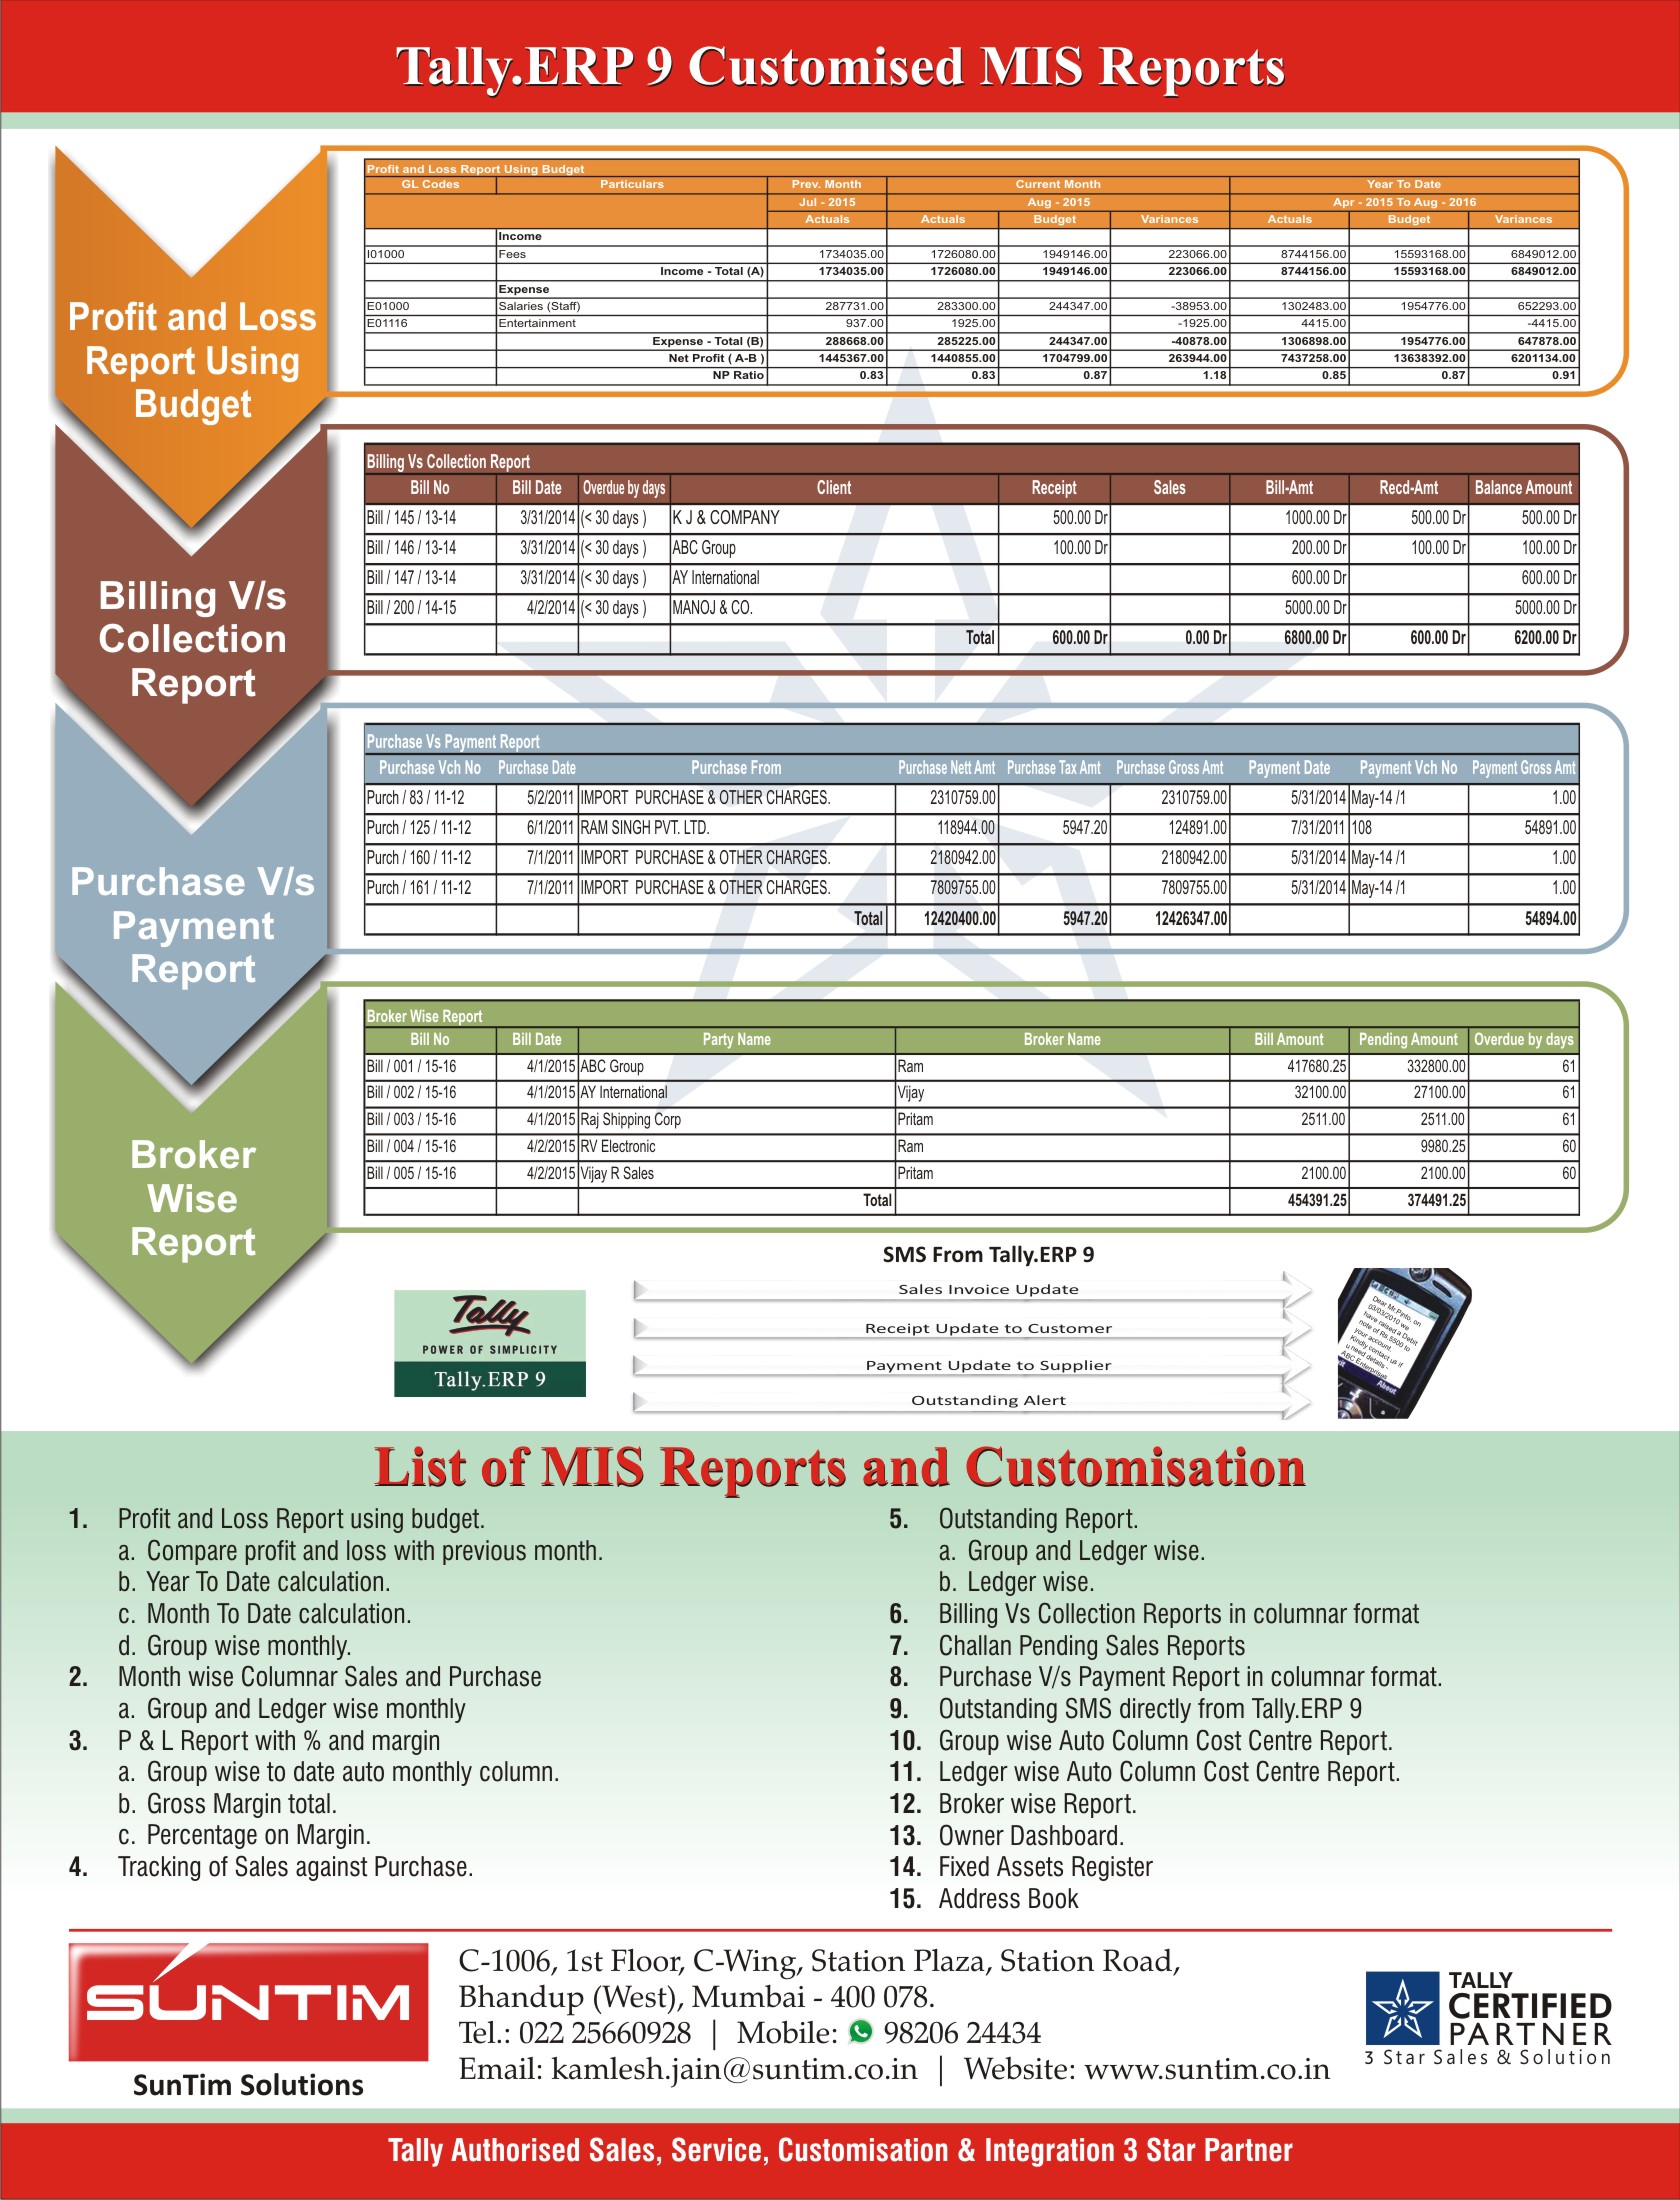 Tally.ERP 9 Customised MIS Reports
Profit and Loss
Report Using
Budget
Profit and Loss Report Using Budget
GL Codes Particulars Prev. Month Current Month Year To Date
Jul - 2015 Aug - 2015 Apr - 2015 To Aug - 2016
Actuals Actuals Budget Variances Actuals Budget Variances
Income
I01000 Fees 1734035.00 1726080.00 1949146.00 223066.00 8744156.00 15593168.00 6849012.00
Income - Total (A) 1734035.00 1726080.00 1949146.00 223066.00 8744156.00 15593168.00 6849012.00
Expense
E01000 Salaries (Staff) 287731.00 283300.00 244347.00 -38953.00 1302483.00 1954776.00 652293.00
E01116 Entertainment 937.00 1925.00 -1925.00 4415.00 -4415.00
Expense - Total (B) 288668.00 285225.00 244347.00 -40878.00 1306898.00 1954776.00 647878.00
Net Profit ( A-B ) 1445367.00 1440855.00 1704799.00 263944.00 7437258.00 13638392.00 6201134.00
NP Ratio 0.83 0.83 0.87 1.18 0.85 0.87 0.91
Billing V/s
Collection
Report
Billing Vs Collection Report
Bill No Bill Date Overdue by days Client Receipt Sales Bill-Amt Recd-Amt Balance Amount
Bill / 145 / 13-14 3/31/2014 (< 30 days ) K J & COMPANY 500.00 Dr 1000.00 Dr 500.00 Dr 500.00 Dr
Bill / 146 / 13-14 3/31/2014 (< 30 days ) ABC Group 100.00 Dr 200.00 Dr 100.00 Dr 100.00 Dr
Bill / 147 / 13-14 3/31/2014 (< 30 days ) AY International 600.00 Dr 600.00 Dr
Bill / 200 / 14-15 4/2/2014 (< 30 days ) MANOJ & CO. 5000.00 Dr 5000.00 Dr
Total 600.00 Dr 0.00 Dr 6800.00 Dr 600.00 Dr 6200.00 Dr
Purchase V/s
Payment
Report
Purchase Vs Payment Report
Purchase Vch No Purchase Date Purchase From Purchase Nett Amt Purchase Tax Amt Purchase Gross Amt Payment Date Payment Vch No Payment Gross Amt
Purch / 83 / 11-12 5/2/2011 IMPORT PURCHASE & OTHER CHARGES. 2310759.00 2310759.00 5/31/2014 May-14 /1 1.00
Purch / 125 / 11-12 6/1/2011 RAM SINGH PVT. LTD. 118944.00 5947.20 124891.00 7/31/2011 108 54891.00
Purch / 160 / 11-12 7/1/2011 IMPORT PURCHASE & OTHER CHARGES. 2180942.00 2180942.00 5/31/2014 May-14 /1 1.00
Purch / 161 / 11-12 7/1/2011 IMPORT PURCHASE & OTHER CHARGES. 7809755.00 7809755.00 5/31/2014 May-14 /1 1.00
Total 12420400.00 5947.20 12426347.00 54894.00
Broker
Wise
Report
Broker Wise Report
Bill No Bill Date Party Name Broker Name Bill Amount Pending Amount Overdue by days
Bill / 001 / 15-16 4/1/2015 ABC Group Ram 417680.25 332800.00 61
Bill / 002 / 15-16 4/1/2015 AY International Vijay 32100.00 27100.00 61
Bill / 003 / 15-16 4/1/2015 Raj Shipping Corp Pritam 2511.00 2511.00 61
Bill / 004 / 15-16 4/2/2015 RV Electronic Ram 9980.25 60
Bill / 005 / 15-16 4/2/2015 Vijay R Sales Pritam 2100.00 2100.00 60
Total 454391.25 374491.25
SMS From Tally.ERP 9
Tally
POWER OF SIMPLICITY
Tally.ERP 9
Sales Invoice Update
Receipt Update to Customer
Payment Update to Supplier
Outstanding Alert
Dear Mr.Pinto, on
03/03/2010 we
have raised a Debit
note of Rs.5500 to
your account.
Kindly contact us if
u need details -
ABC Enterprises
About
List of MIS Reports and Customisation
1. Profit and Loss Report using budget.
a. Compare profit and loss with previous month.
b. Year To Date calculation.
c. Month To Date calculation.
d. Group wise monthly.
2. Month wise Columnar Sales and Purchase
a. Group and Ledger wise monthly
3. P & L Report with % and margin
a. Group wise to date auto monthly column.
b. Gross Margin total.
c. Percentage on Margin.
4. Tracking of Sales against Purchase.
5. Outstanding Report.
a. Group and Ledger wise.
b. Ledger wise.
6. Billing Vs Collection Reports in columnar format
7. Challan Pending Sales Reports
8. Purchase V/s Payment Report in columnar format.
9. Outstanding SMS directly from Tally.ERP 9
10. Group wise Auto Column Cost Centre Report.
11. Ledger wise Auto Column Cost Centre Report.
12. Broker wise Report.
13. Owner Dashboard.
14. Fixed Assets Register
15. Address Book
SUNTIM
SunTim Solutions
C-1006, 1st Floor, C-Wing, Station Plaza, Station Road,
Bhandup (West), Mumbai - 400 078.
Tel.: 022 25660928 | Mobile: 98206 24434
Email: kamlesh.jain@suntim.co.in | Website: www.suntim.co.in
TALLY
CERTIFIED
PARTNER
3 Star Sales & Solution
Tally Authorised Sales, Service, Customisation & Integration 3 Star Partner